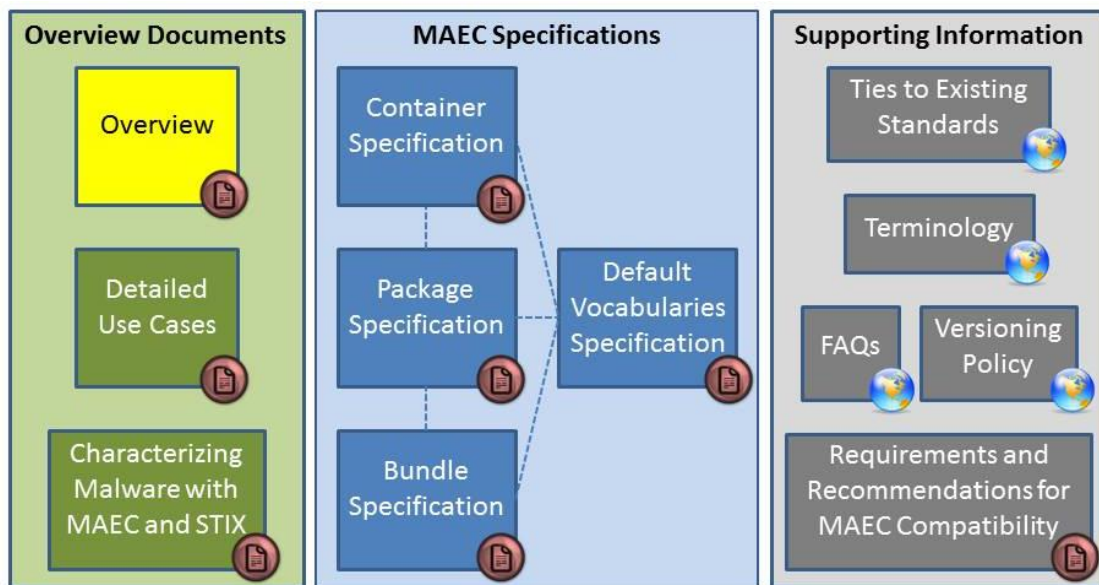 Overview Documents
Overview
Detailed
Use Cases
Characterizing
Malware with
MAEC and STIX
MAEC Specifications
Container
Specification
Package
Specification
Bundle
Specification
Default
Vocabularies
Specification
Supporting Information
Ties to Existing
Standards
Terminology
FAQs
Versioning
Policy
Requirements and
Recommendations for
MAEC Compatibility